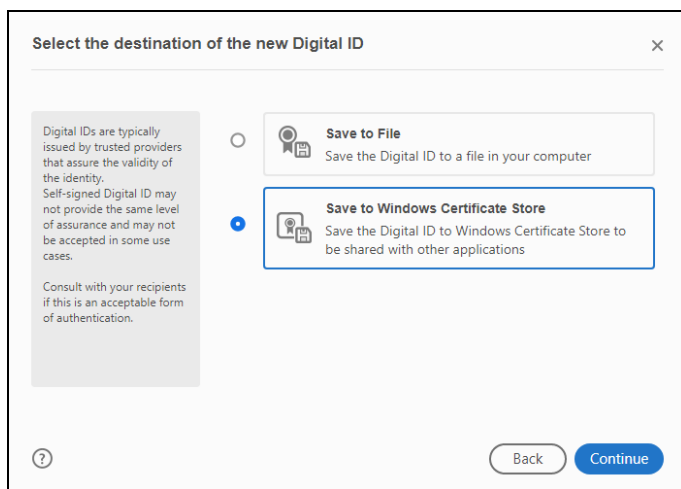 Select the destination of the new Digital ID
Digital IDs are typically
issued by trusted providers
that assure the validity of
the identity.
Self-signed Digital ID may
not provide the same level
of assurance and may not
be accepted in some use
cases.
Consult with your recipients
if this is an acceptable form
of authentication.
Save to File
Save the Digital ID to a file in your computer
Save to Windows Certificate Store
Save the Digital ID to Windows Certificate Store to
be shared with other applications
?
Back
Continue